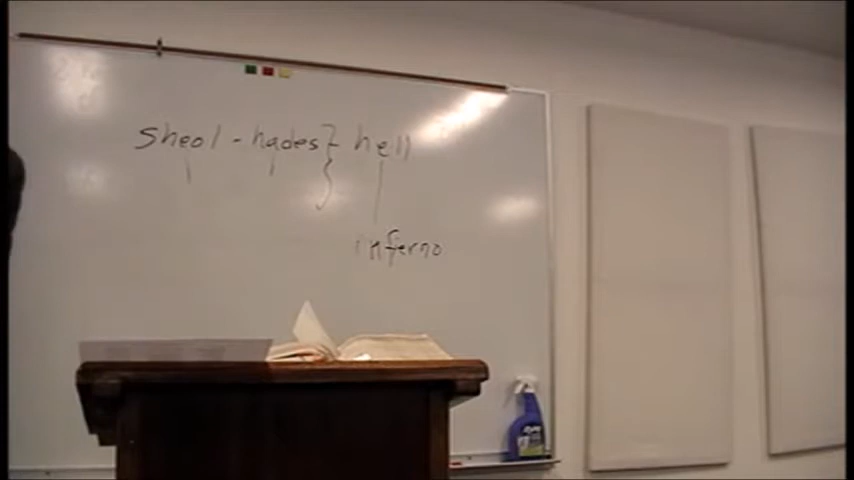 sheol - hades } hell
inferno